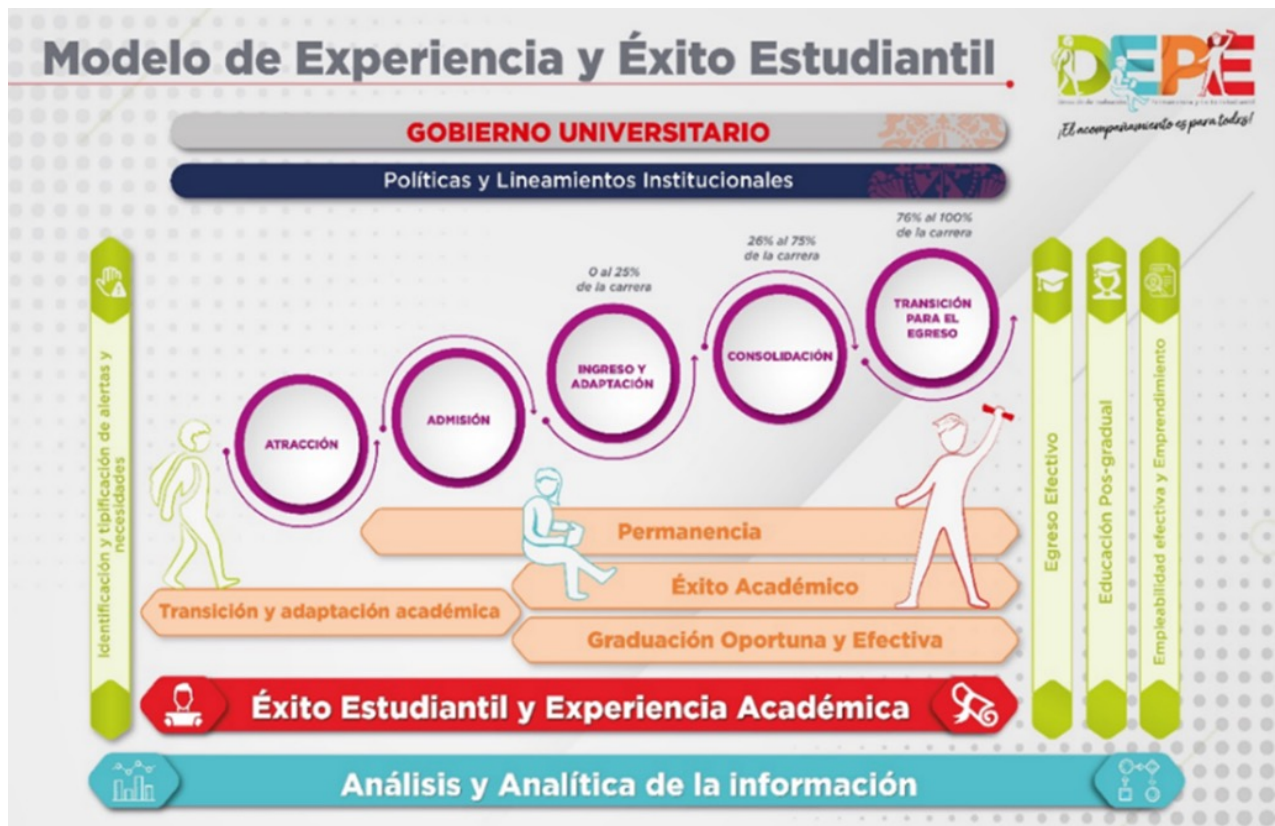 Modelo de Experiencia y Éxito Estudiantil
DEPE
¡El acompañamiento es para todxs!
GOBIERNO UNIVERSITARIO
Políticas y Lineamientos Institucionales
76% al 100%
de la carrera
26% al 75%
de la carrera
0 al 25%
de la carrera
TRANSICIÓN
PARA EL
EGRESO
CONSOLIDACIÓN
INGRESO Y
ADAPTACIÓN
ADMISIÓN
ATRACCIÓN
Identificación y tipificación de alertas y
necesidades
Egreso Efectivo
Educación Pos-gradual
Empleabilidad efectiva y Emprendimiento
Permanencia
Éxito Académico
Transición y adaptación académica
Graduación Oportuna y Efectiva
Éxito Estudiantil y Experiencia Académica
Análisis y Analítica de la información